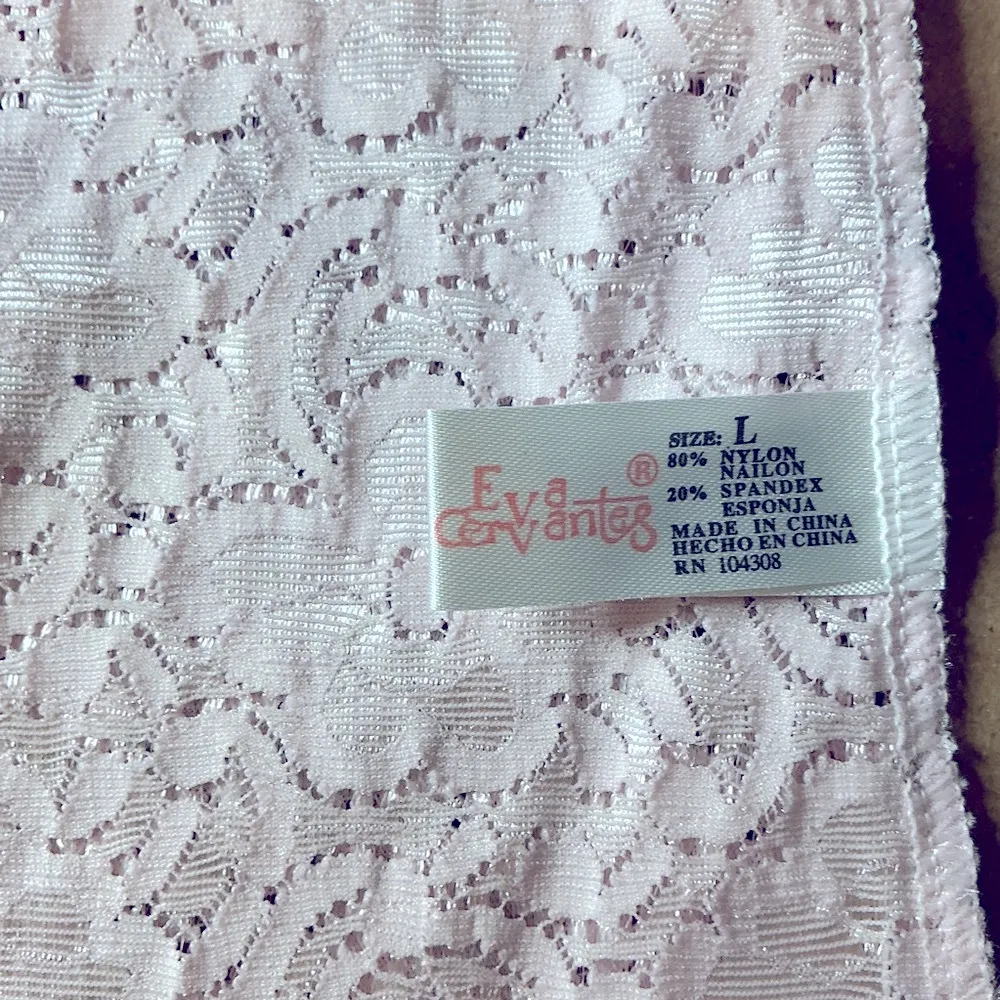 Eva
Cervantes®
SIZE: L
80% NYLON
NAILON
20% SPANDEX
ESPONJA
MADE IN CHINA
HECHO EN CHINA
RN 104308